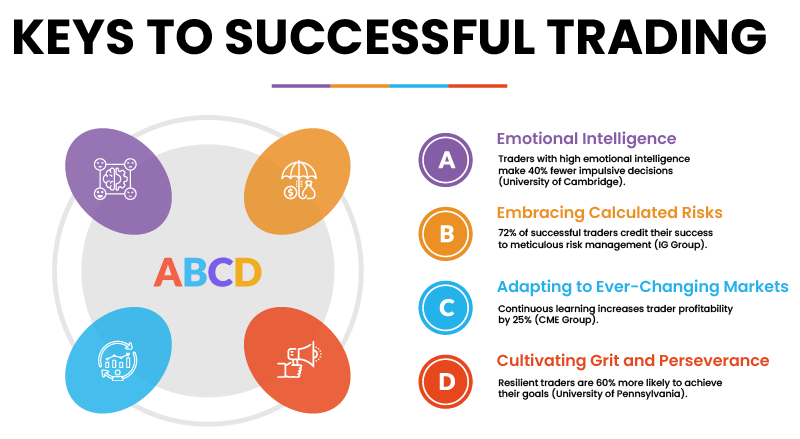 KEYS TO SUCCESSFUL TRADING
ABCD
A
Emotional Intelligence
Traders with high emotional intelligence
make 40% fewer impulsive decisions
(University of Cambridge).
B
Embracing Calculated Risks
72% of successful traders credit their success
to meticulous risk management (IG Group).
C
Adapting to Ever-Changing Markets
Continuous learning increases trader profitability
by 25% (CME Group).
D
Cultivating Grit and Perseverance
Resilient traders are 60% more likely to achieve
their goals (University of Pennsylvania).